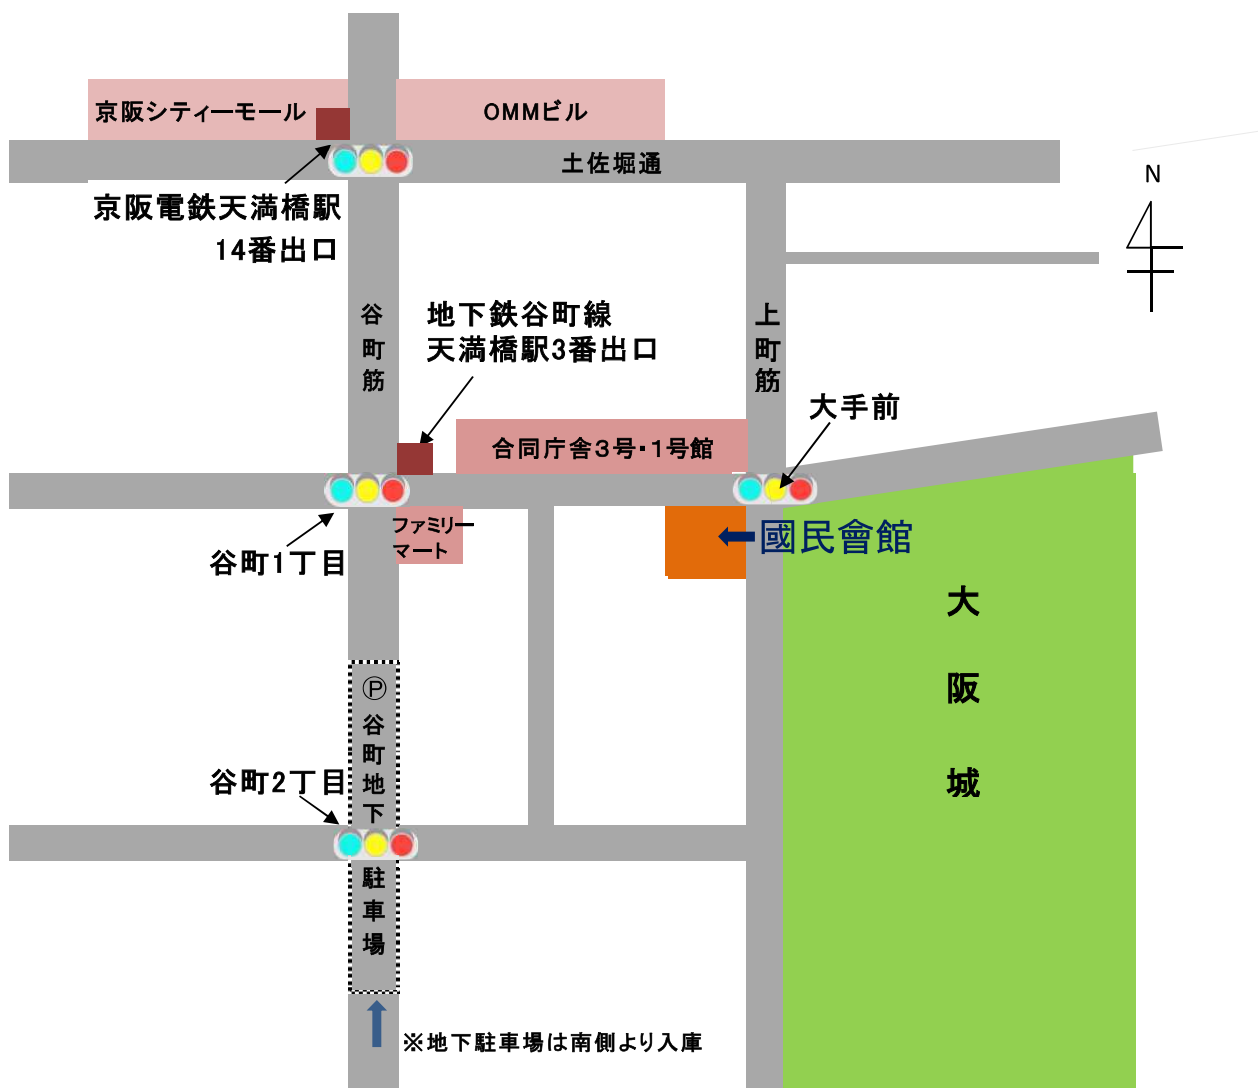 京阪シティーモール
OMMビル
土佐堀通
N
京阪電鉄天満橋駅
14番出口
谷町筋
地下鉄谷町線
天満橋駅3番出口
上町筋
大手前
合同庁舎3号・1号館
ファミリー
マート
國民會館
谷町1丁目
大阪城
Ⓟ谷町地下駐車場
谷町2丁目
※地下駐車場は南側より入庫